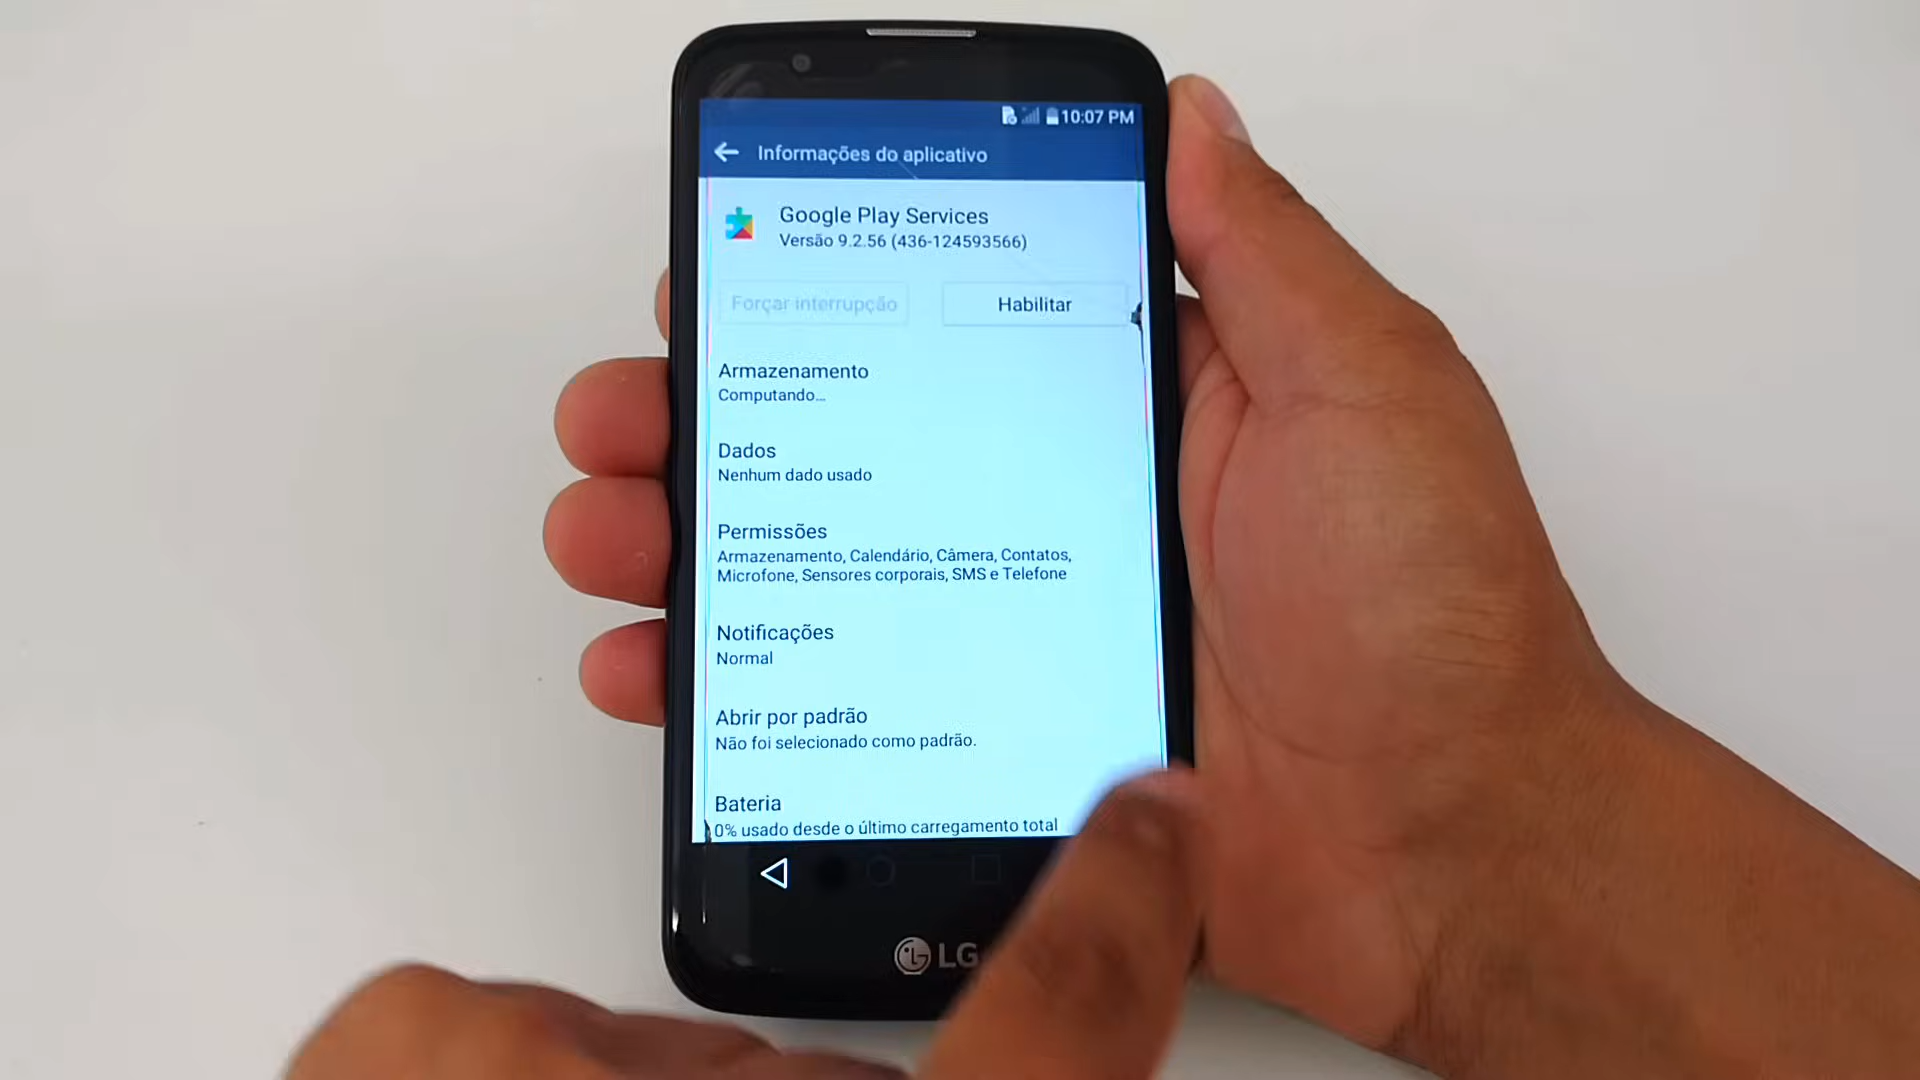 10:07 PM
Informações do aplicativo
Google Play Services
Versão 9.2.56 (436-124593566)
Forçar interrupção
Habilitar
Armazenamento
Computando...
Dados
Nenhum dado usado
Permissões
Armazenamento, Calendário, Câmera, Contatos,
Microfone, Sensores corporais, SMS e Telefone
Notificações
Normal
Abrir por padrão
Não foi selecionado como padrão.
Bateria
0% usado desde o último carregamento total
LG